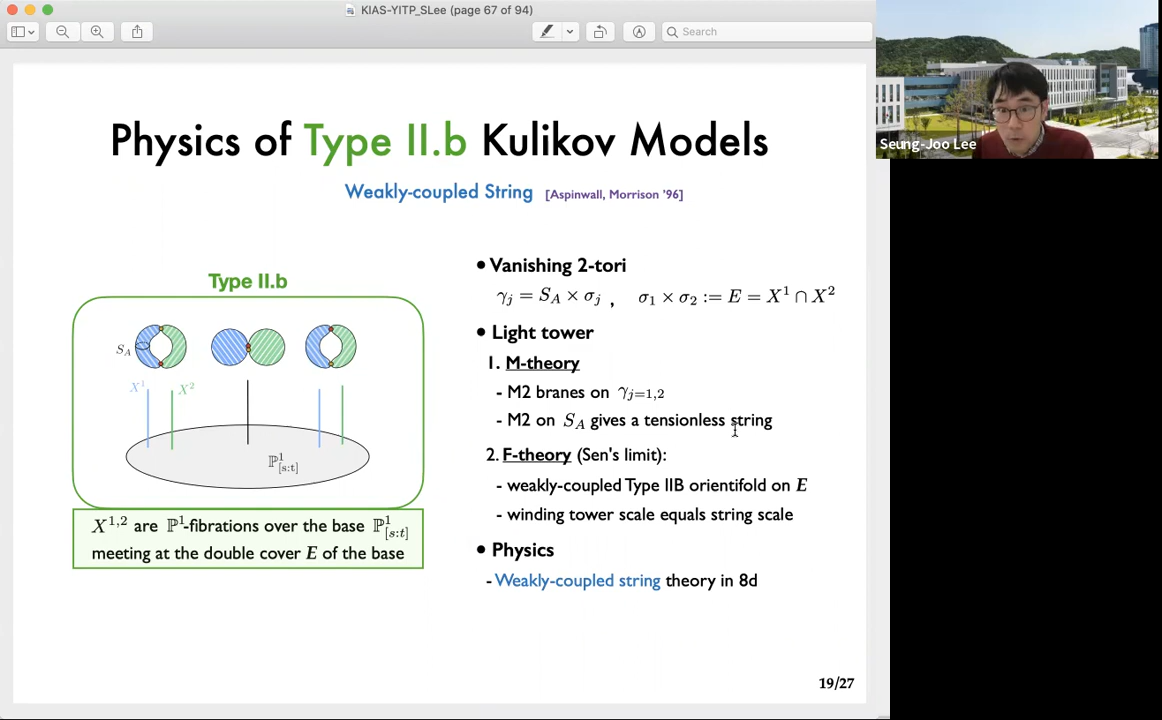 KIAS-YITP_SLee (page 67 of 94)
Search
Seung-Joo Lee
Physics of Type II.b Kulikov Models
Weakly-coupled String [Aspinwall, Morrison '96]
Type II.b
S_A
X^1 X^2
ℙ^1_[s:t]
X^{1,2} are ℙ^1-fibrations over the base ℙ^1_[s:t]
meeting at the double cover E of the base
• Vanishing 2-tori
γ_j = S_A × σ_j , σ_1 × σ_2 := E = X^1 ∩ X^2
• Light tower
1. M-theory
- M2 branes on γ_{j=1,2}
- M2 on S_A gives a tensionless string
2. F-theory (Sen's limit):
- weakly-coupled Type IIB orientifold on E
- winding tower scale equals string scale
• Physics
- Weakly-coupled string theory in 8d
19/27